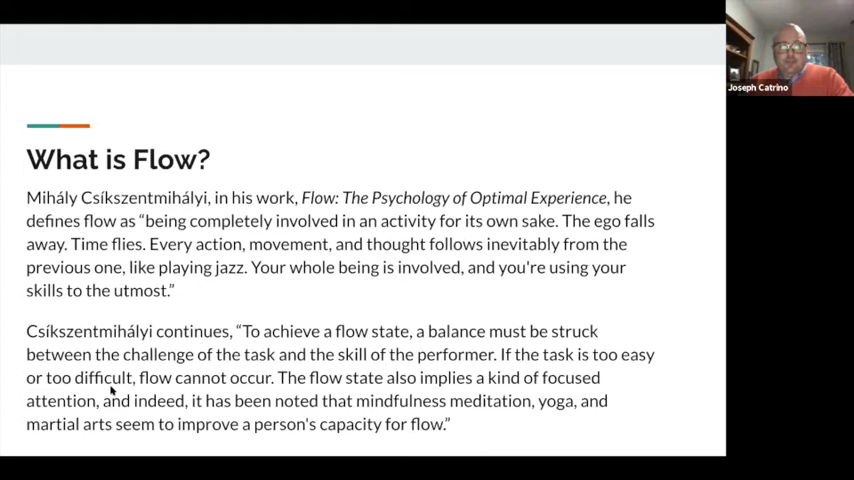 What is Flow?
Mihály Csíkszentmihályi, in his work, Flow: The Psychology of Optimal Experience, he
defines flow as “being completely involved in an activity for its own sake. The ego falls
away. Time flies. Every action, movement, and thought follows inevitably from the
previous one, like playing jazz. Your whole being is involved, and you're using your
skills to the utmost.”
Csíkszentmihályi continues, “To achieve a flow state, a balance must be struck
between the challenge of the task and the skill of the performer. If the task is too easy
or too difficult, flow cannot occur. The flow state also implies a kind of focused
attention, and indeed, it has been noted that mindfulness meditation, yoga, and
martial arts seem to improve a person's capacity for flow.”
Joseph Catrino